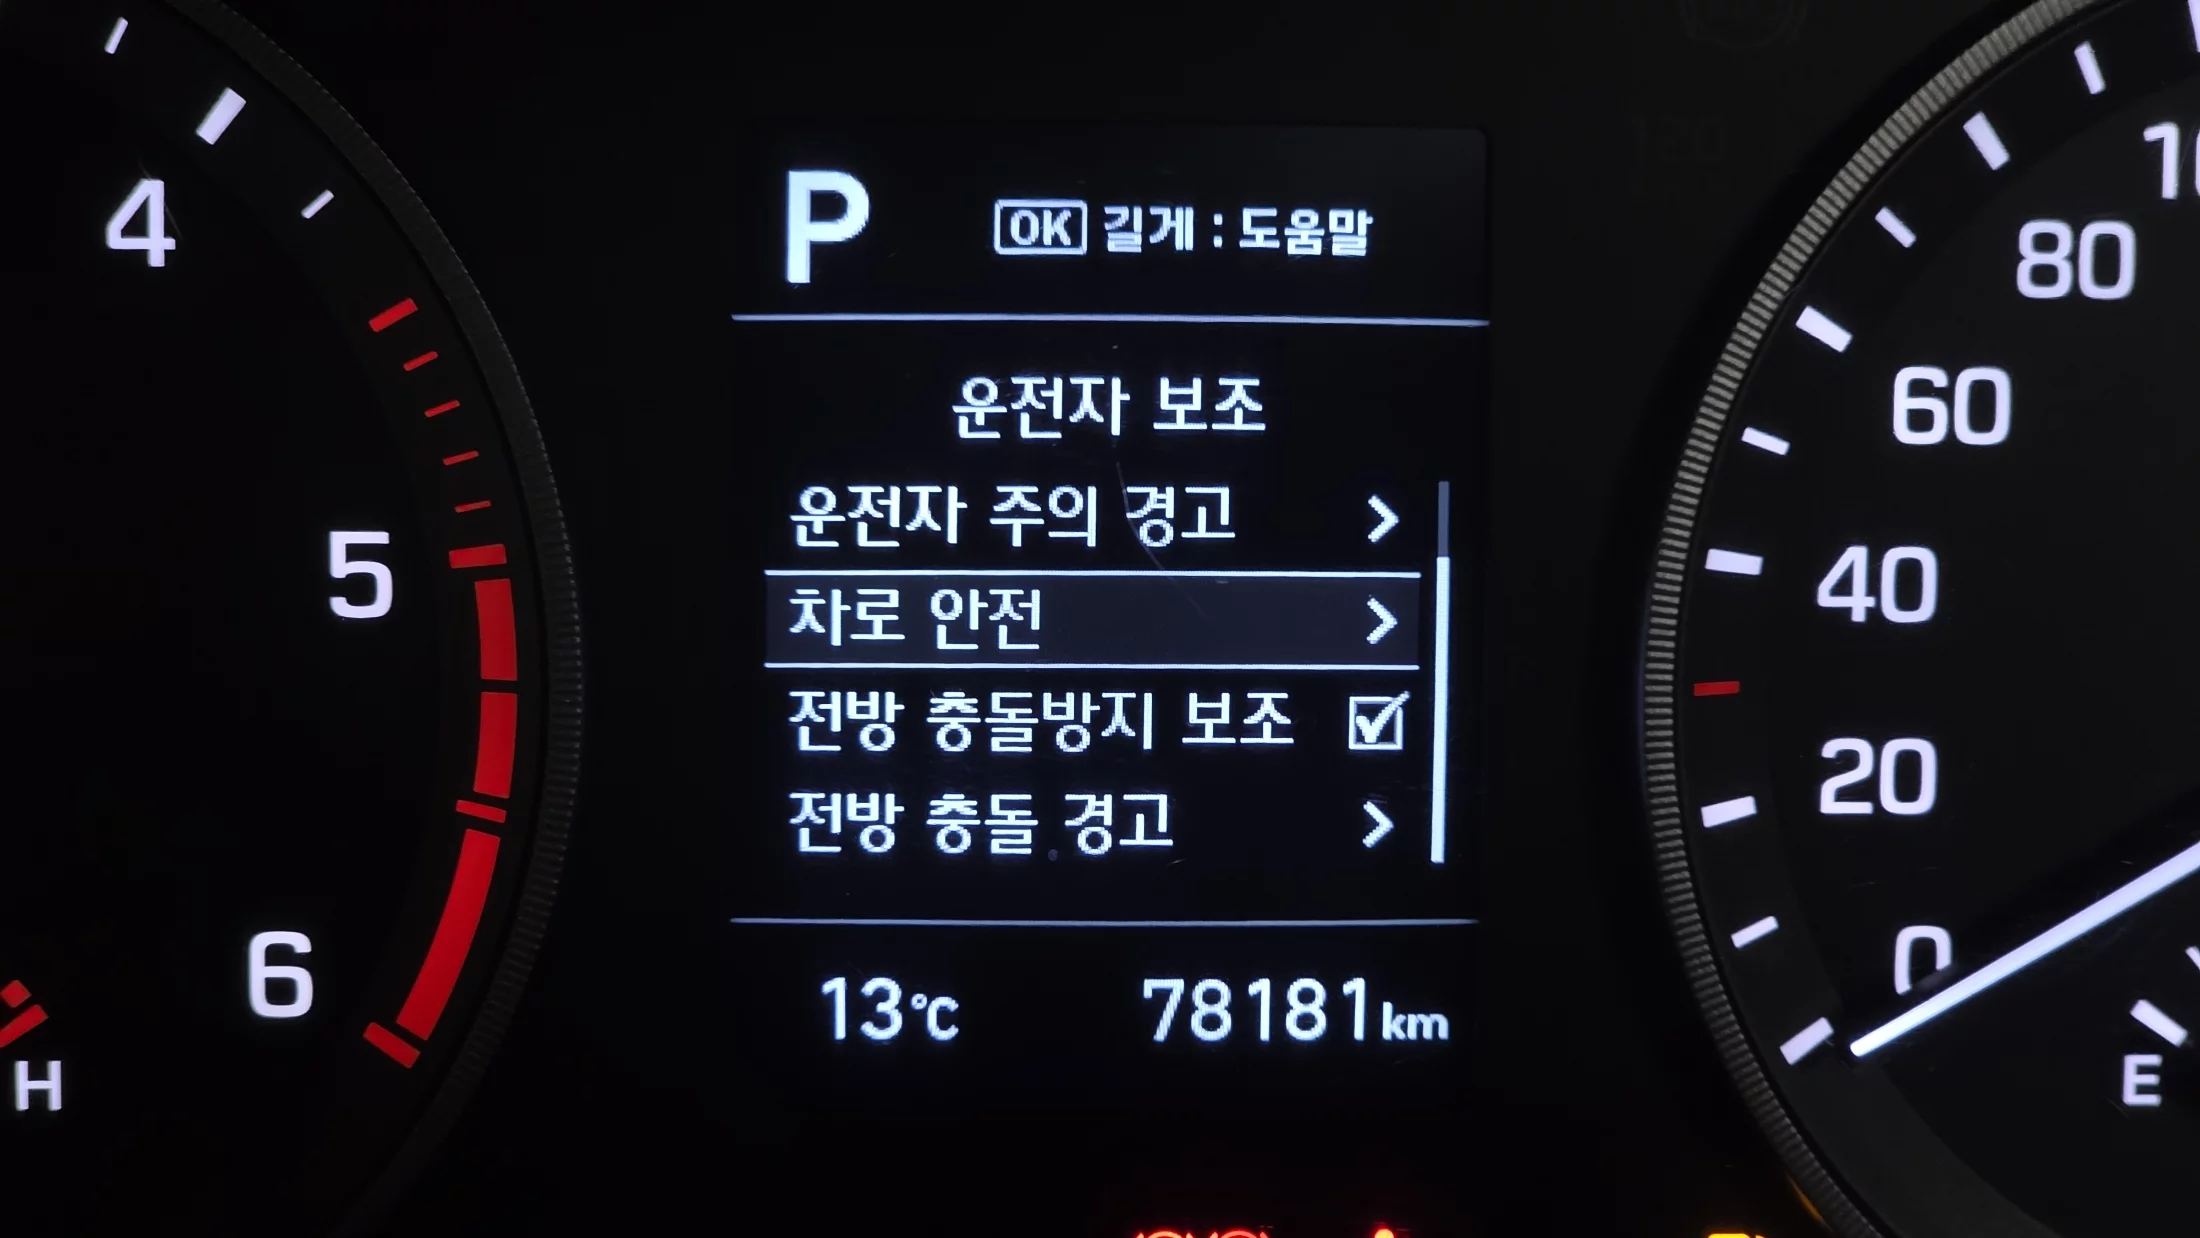 P
OK 길게 : 도움말
운전자 보조
운전자 주의 경고
차로 안전
전방 충돌방지 보조
전방 충돌 경고
13°C 78181km
4
5
6
H
80
60
40
20
0
E